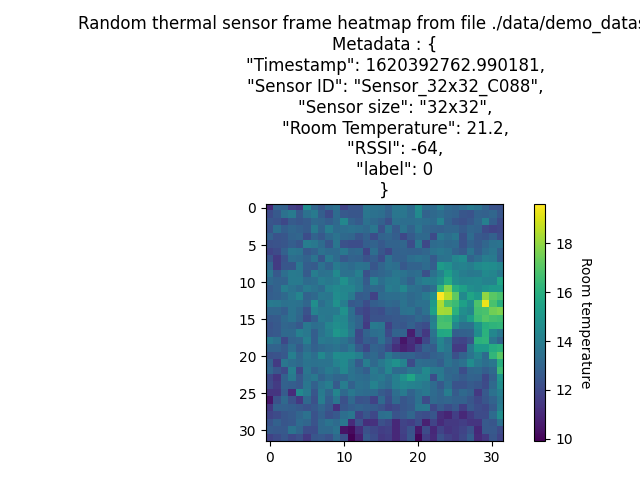 Random thermal sensor frame heatmap from file ./data/demo_datas
Metadata : {
"Timestamp": 1620392762.990181,
"Sensor ID": "Sensor_32x32_C088",
"Sensor size": "32x32",
"Room Temperature": 21.2,
"RSSI": -64,
"label": 0
}
0
5
10
15
20
25
30
0 10 20 30
18
16
14
12
10
Room temperature